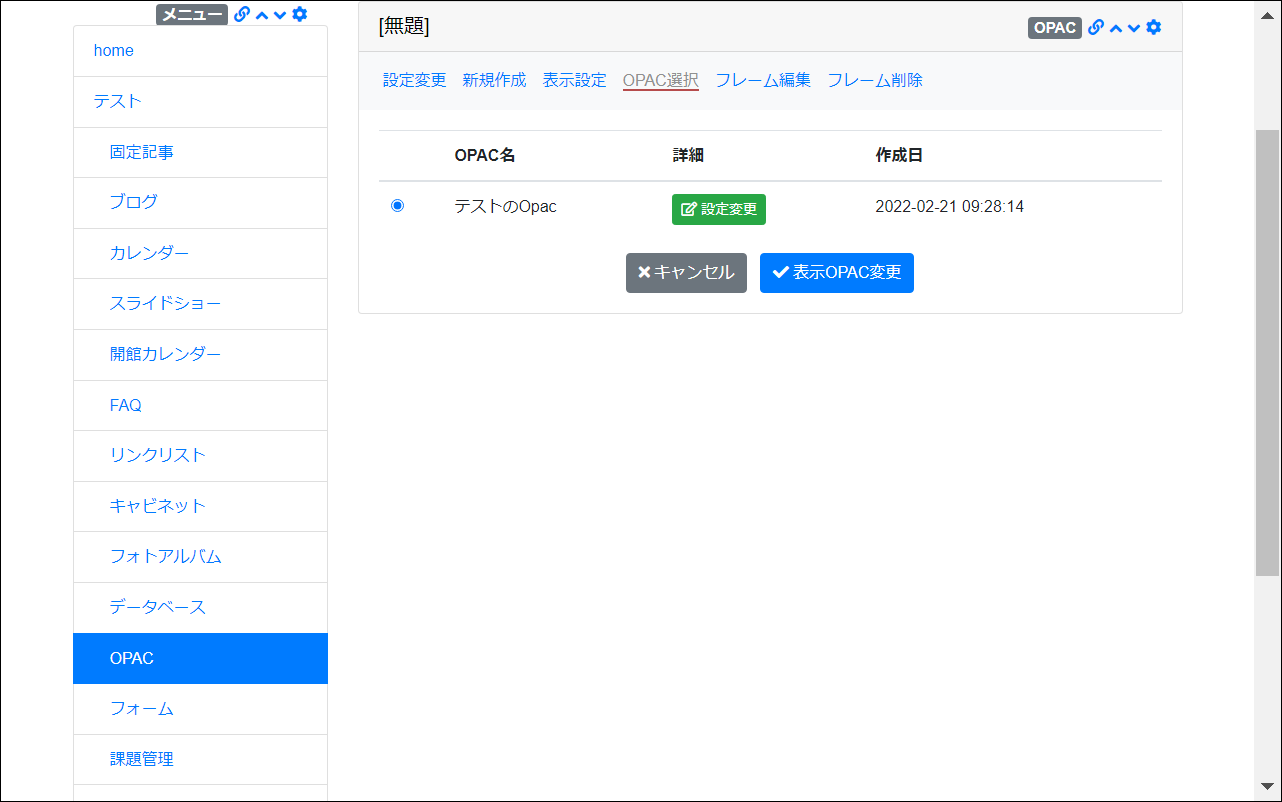 メニュー
home
テスト
固定記事
ブログ
カレンダー
スライドショー
開館カレンダー
FAQ
リンクリスト
キャビネット
フォトアルバム
データベース
OPAC
フォーム
課題管理
[無題]
OPAC
設定変更 新規作成 表示設定 OPAC選択 フレーム編集 フレーム削除
OPAC名 詳細 作成日
テストのOpac 設定変更 2022-02-21 09:28:14
キャンセル 表示OPAC変更